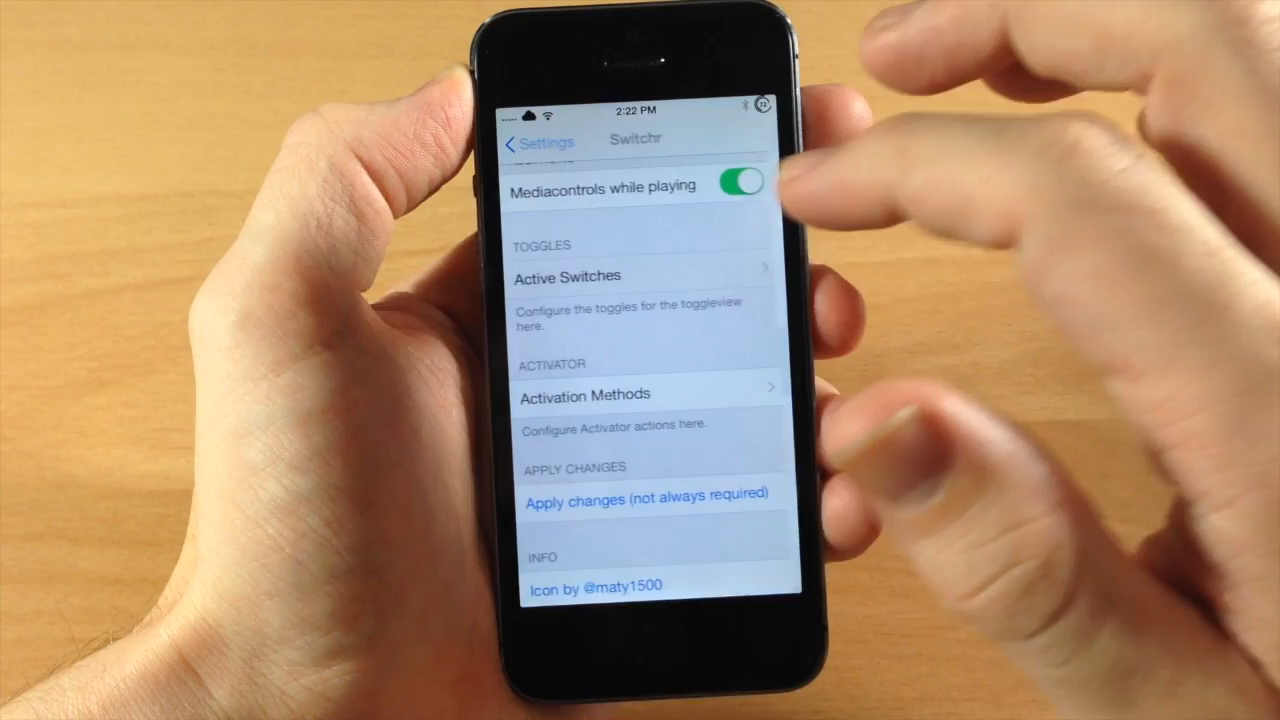 2:22 PM
72
Settings
Switchr
Mediacontrols while playing
TOGGLES
Active Switches
Configure the toggles for the toggleview
here.
ACTIVATOR
Activation Methods
Configure Activator actions here.
APPLY CHANGES
Apply changes (not always required)
INFO
Icon by @maty1500